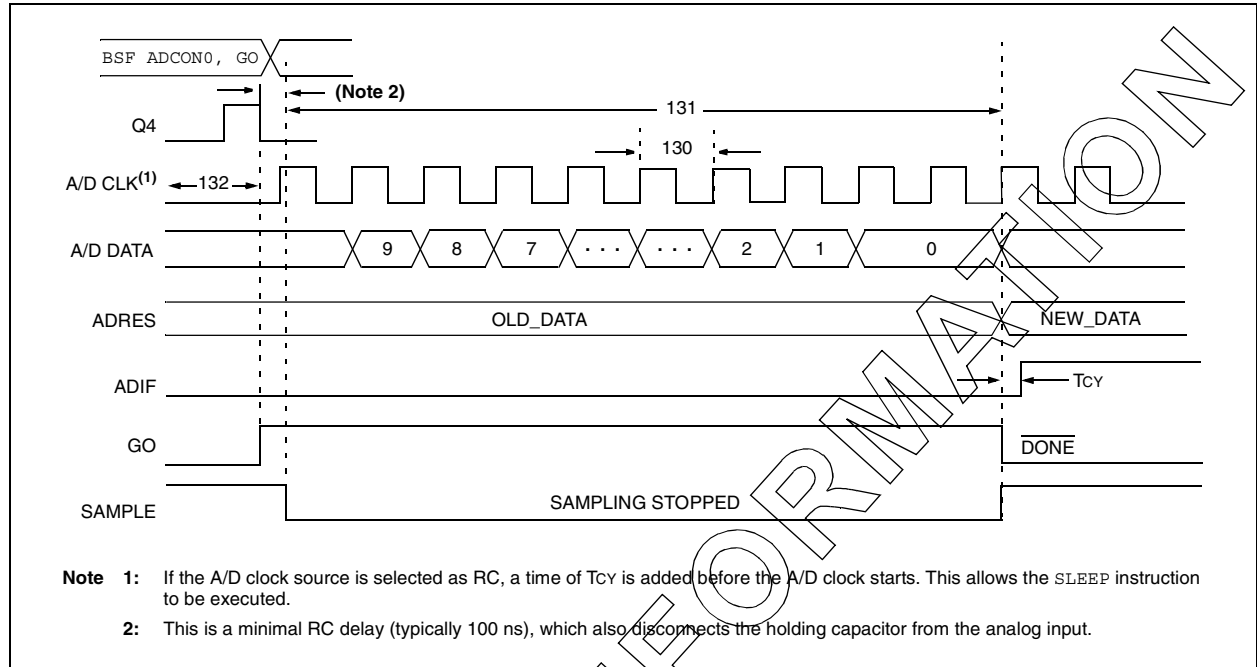 BSF ADCON0, GO
(Note 2)
131
Q4
130
A/D CLK(1)
132
A/D DATA
9 8 7 . . . . . . 2 1 0
ADRES
OLD_DATA
NEW_DATA
ADIF
TCY
GO
DONE
SAMPLE
SAMPLING STOPPED
Note 1: If the A/D clock source is selected as RC, a time of TCY is added before the A/D clock starts. This allows the SLEEP instruction
to be executed.
2: This is a minimal RC delay (typically 100 ns), which also disconnects the holding capacitor from the analog input.
FORMATION